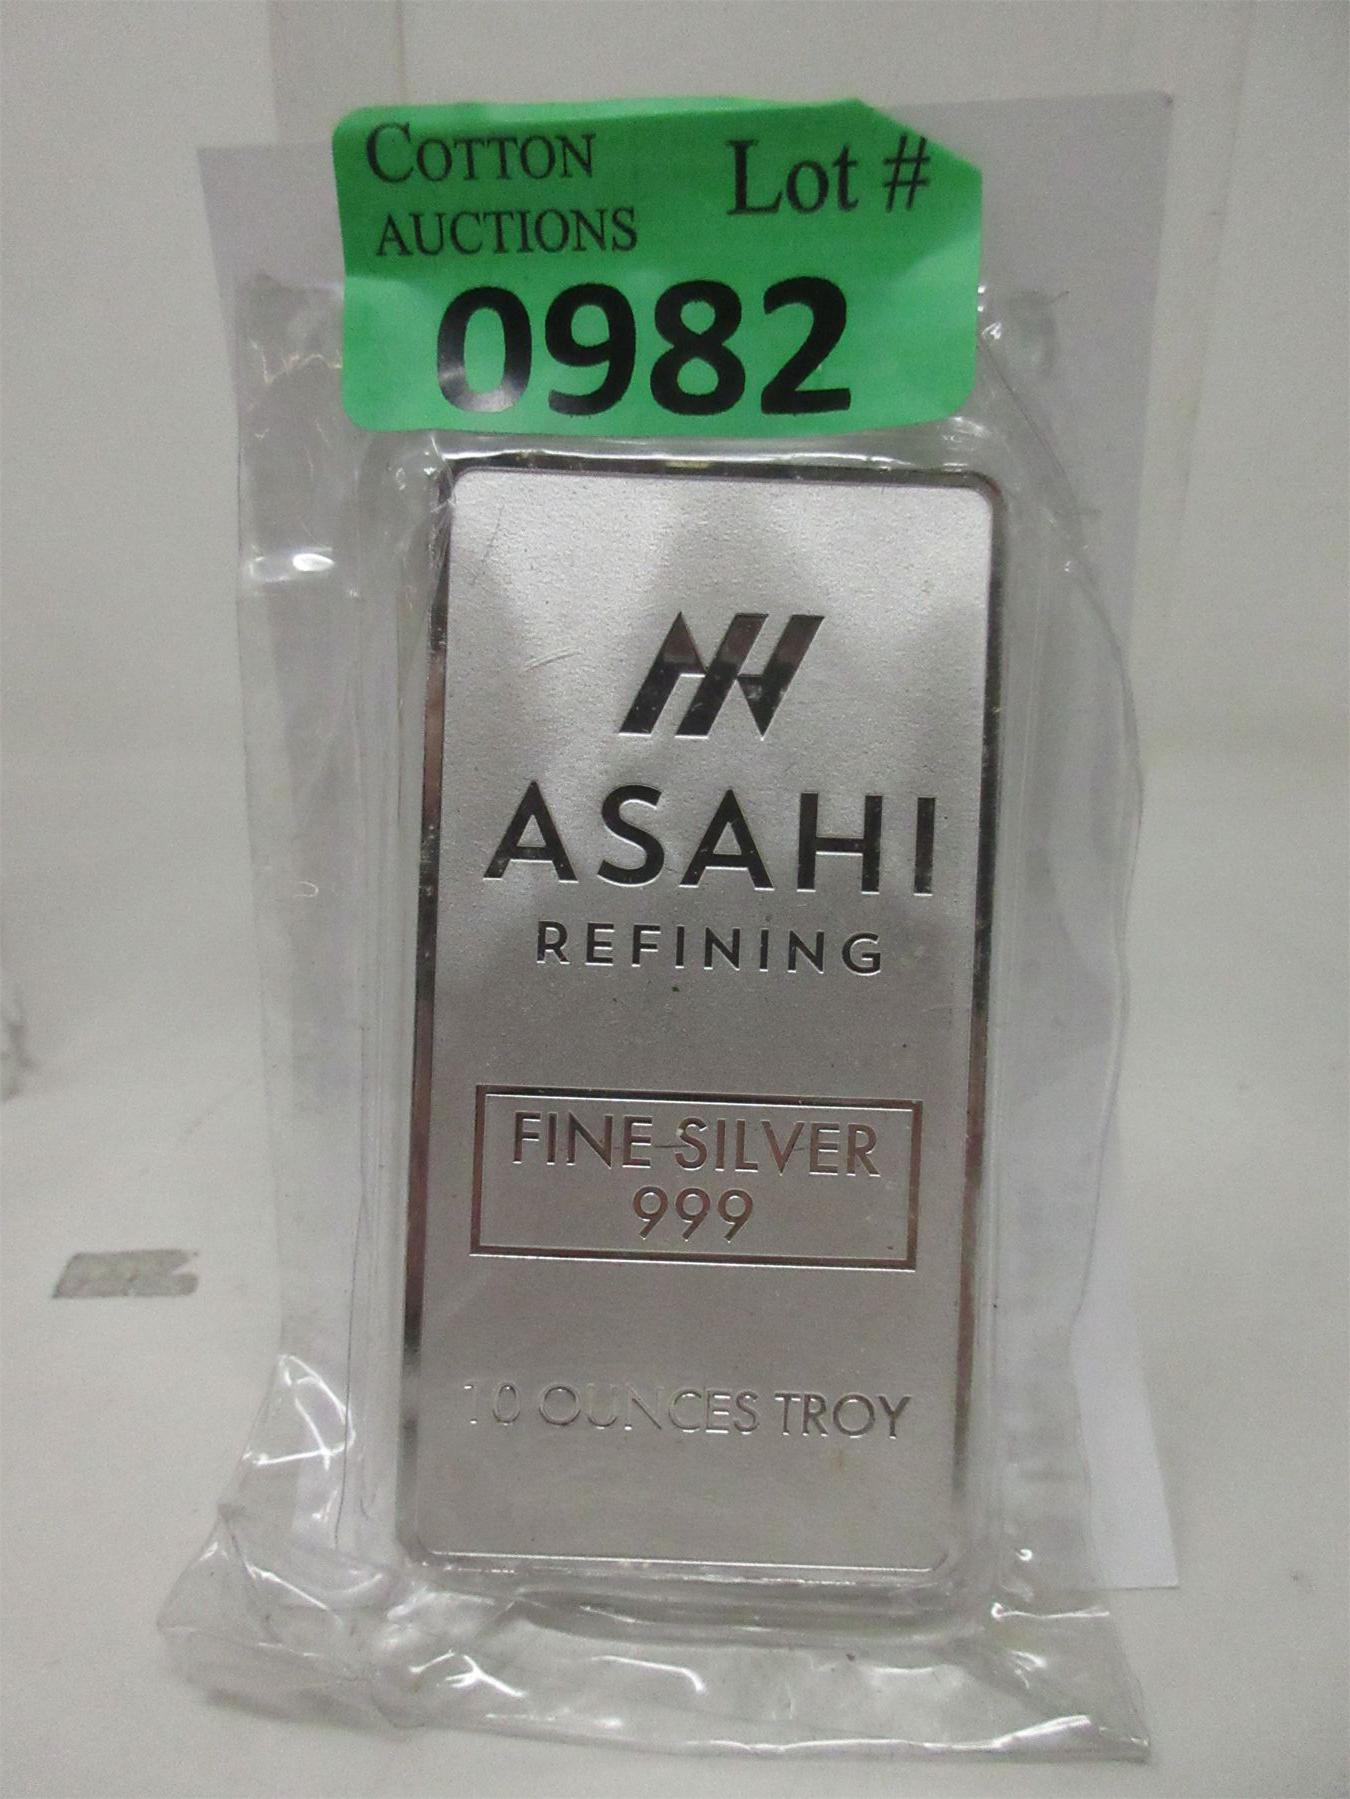 COTTON
AUCTIONS
Lot #
0982
ASAHI
REFINING
FINE SILVER
999
10 OUNCES TROY